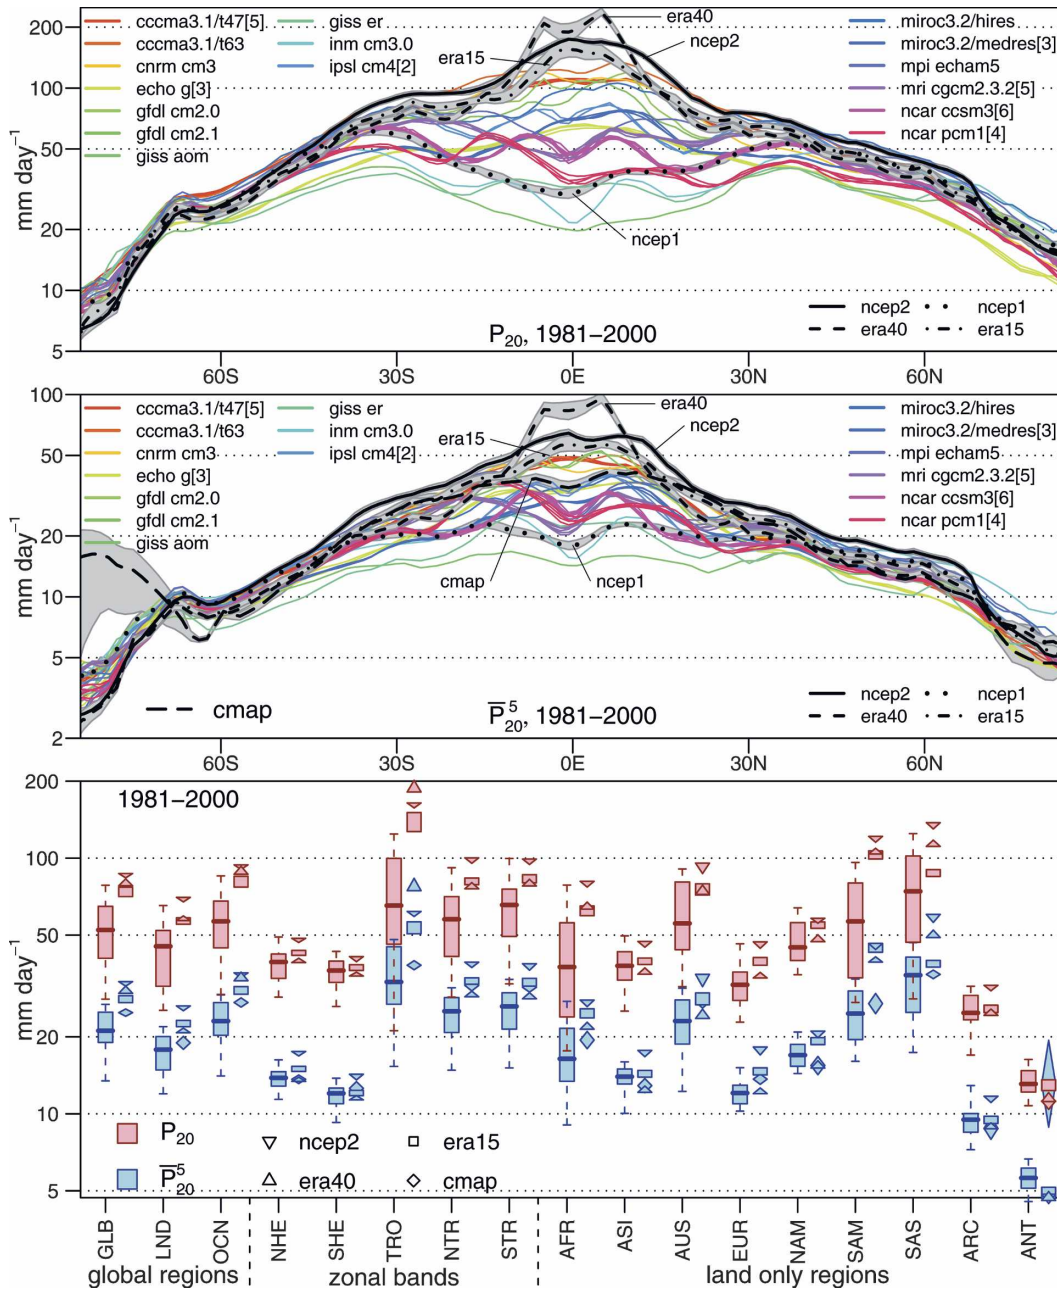 cccma3.1/t47[5]
cccma3.1/t63
cnrm cm3
echo g[3]
gfdl cm2.0
gfdl cm2.1
giss aom
giss er
inm cm3.0
ipsl cm4[2]
miroc3.2/hires
miroc3.2/medres[3]
mpi echam5
mri cgcm2.3.2[5]
ncar ccsm3[6]
ncar pcm1[4]
era40
ncep2
era15
ncep1
200
100
50
20
10
5
mm day⁻¹
ncep2
ncep1
era40
era15
P₂₀, 1981–2000
60S
30S
0E
30N
60N
cccma3.1/t47[5]
cccma3.1/t63
cnrm cm3
echo g[3]
gfdl cm2.0
gfdl cm2.1
giss aom
giss er
inm cm3.0
ipsl cm4[2]
miroc3.2/hires
miroc3.2/medres[3]
mpi echam5
mri cgcm2.3.2[5]
ncar ccsm3[6]
ncar pcm1[4]
era40
ncep2
era15
cmap
ncep1
100
50
20
10
5
2
mm day⁻¹
cmap
P̅⁵₂₀, 1981–2000
ncep2
ncep1
era40
era15
60S
30S
0E
30N
60N
1981–2000
200
100
50
20
10
5
mm day⁻¹
P₂₀
ncep2
era15
P̅⁵₂₀
era40
cmap
GLB
LND
OCN
NHE
SHE
TRO
NTR
STR
AFR
ASI
AUS
EUR
NAM
SAM
SAS
ARC
ANT
global regions
zonal bands
land only regions